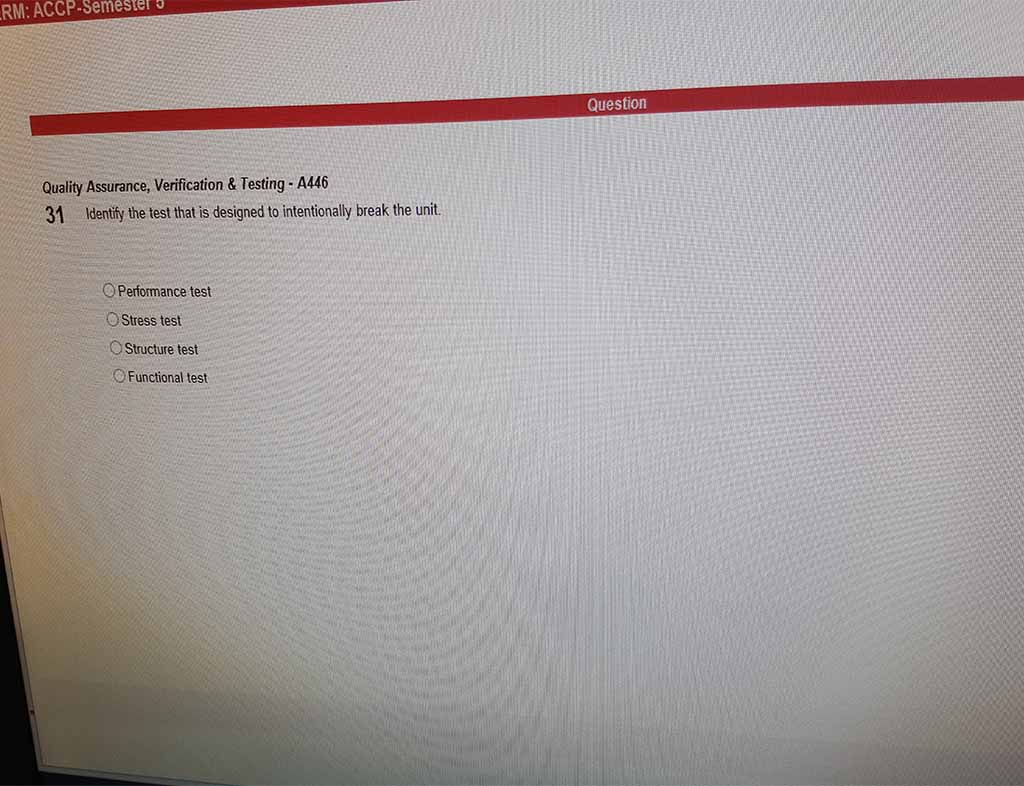 RM: ACCP-Semester 5
Question
Quality Assurance, Verification & Testing - A446
31 Identify the test that is designed to intentionally break the unit.
Performance test
Stress test
Structure test
Functional test